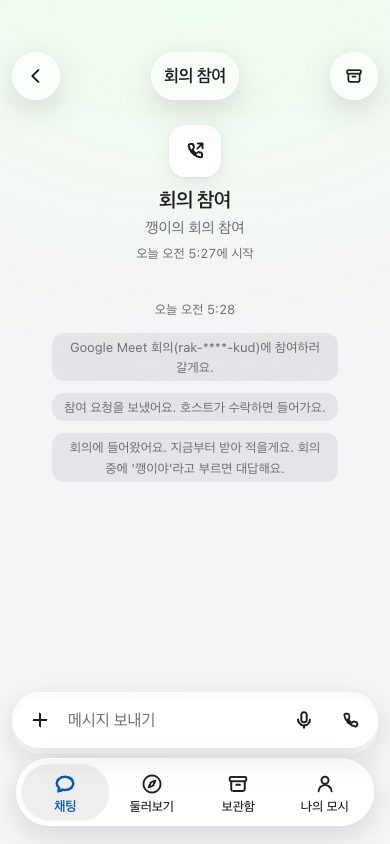 회의 참여
회의 참여
깽이의 회의 참여
오늘 오전 5:27에 시작
오늘 오전 5:28
Google Meet 회의(rak-****-kud)에 참여하러
갈게요.
참여 요청을 보냈어요. 호스트가 수락하면 들어가요.
회의에 들어왔어요. 지금부터 받아 적을게요. 회의
중에 '깽이야'라고 부르면 대답해요.
메시지 보내기
채팅
둘러보기
보관함
나의 모시